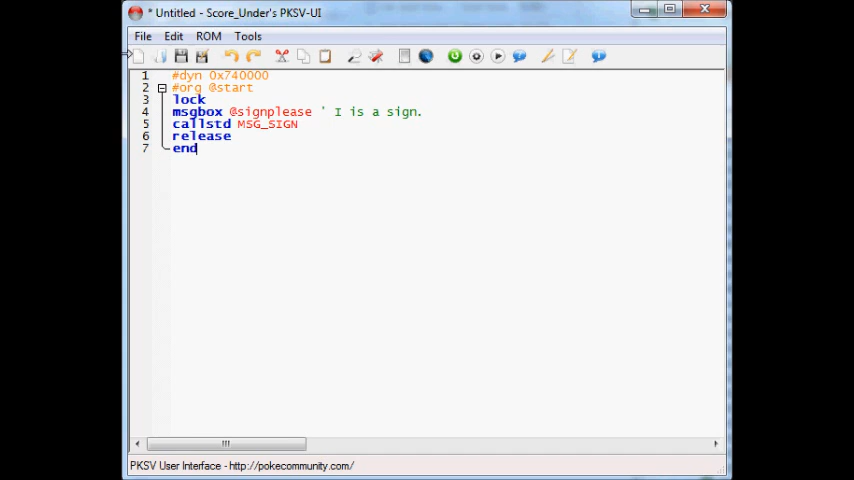 * Untitled - Score_Under's PKSV-UI
File Edit ROM Tools
1 #dyn 0x740000
2 #org @start
3 lock
4 msgbox @signplease ' I is a sign.
5 callstd MSG_SIGN
6 release
7 end
PKSV User Interface - http://pokecommunity.com/